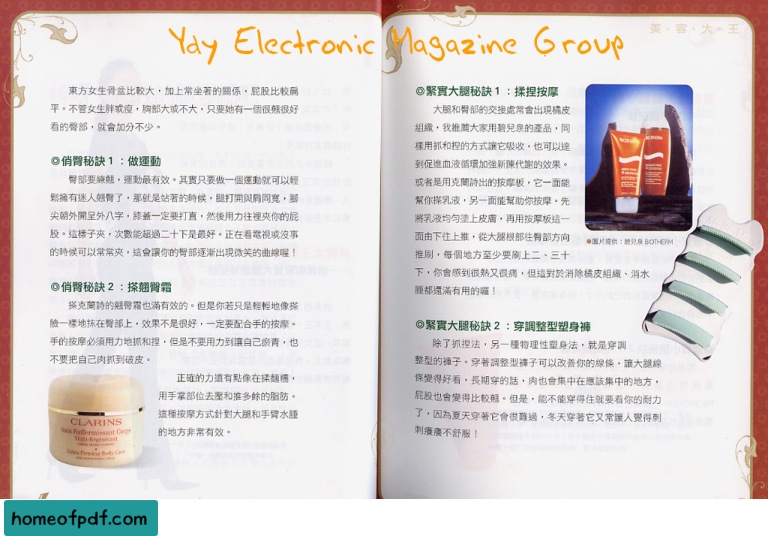 Ydy Electronic Magazine Group
美・容・大・王
東方女生骨盆比較大，加上常坐著的關係，屁股比較扁
平。不管女生胖或瘦，胸部大或不大，只要她有一個很翹很好
看的臀部，就會加分不少。
◎俏臀秘訣1：做運動
臀部要練翹，運動最有效。其實只要做一個運動就可以輕
鬆擁有迷人翹臀了，那就是站著的時候，腿打開與肩同寬，腳
尖朝外開呈外八字，膝蓋一定要打直，然後用力往裡夾你的屁
股。這樣子夾，次數能超過二十下是最好。正在看電視或沒事
的時候可以常常夾，這會讓你的臀部逐漸出現微笑的曲線喔！
◎俏臀秘訣2：搽翹臀霜
搽克蘭詩的翹臀霜也滿有效的。但是你若只是輕輕地像搽
臉一樣地抹在臀部上，效果不是很好，一定要配合手的按摩。
手的按摩必須用力地抓和捏，但是不要用力到讓自己瘀青，也
不要把自己肉抓到破皮。
正確的力道有點像在揉麵糰，
用手掌部位去壓和推多餘的脂肪。
這種按摩方式針對大腿和手臂水腫
的地方非常有效。
CLARINS
Soin Raffermissant Corps
Multi-Régénérant
Extra-Firming Body Care
◎緊實大腿秘訣1：揉捏按摩
大腿和臀部的交接處常會出現橘皮
組織，我推薦大家用碧兒泉的產品，同
樣用抓和捏的方式讓它吸收，也可以達
到促進血液循環加強新陳代謝的效果。
或者是用克蘭詩出的按摩板，它一面能
幫你搽乳液，另一面能幫助你按摩。先
將乳液均勻塗上皮膚，再用按摩板這一
面由下往上推，從大腿根部往臀部方向
推刷，每個地方至少要刷上二、三十
下，你會感到很熱又很痛，但這對於消除橘皮組織、消水
腫都還滿有用的囉！
BIOTHERM
BIOTHERM
●圖片提供：碧兒泉 BIOTHERM
◎緊實大腿秘訣2：穿調整型塑身褲
除了抓捏法，另一種物理性塑身法，就是穿調
整型的褲子。穿著調整型褲子可以改善你的線條，讓大腿線
條變得好看，長期穿的話，肉也會集中在應該集中的地方，
屁股也會變得比較翹。但是，能不能穿得住就要看你的耐力
了，因為夏天穿著它會很難過，冬天穿著它又常讓人覺得刺
刺癢癢不舒服！
homeofpdf.com